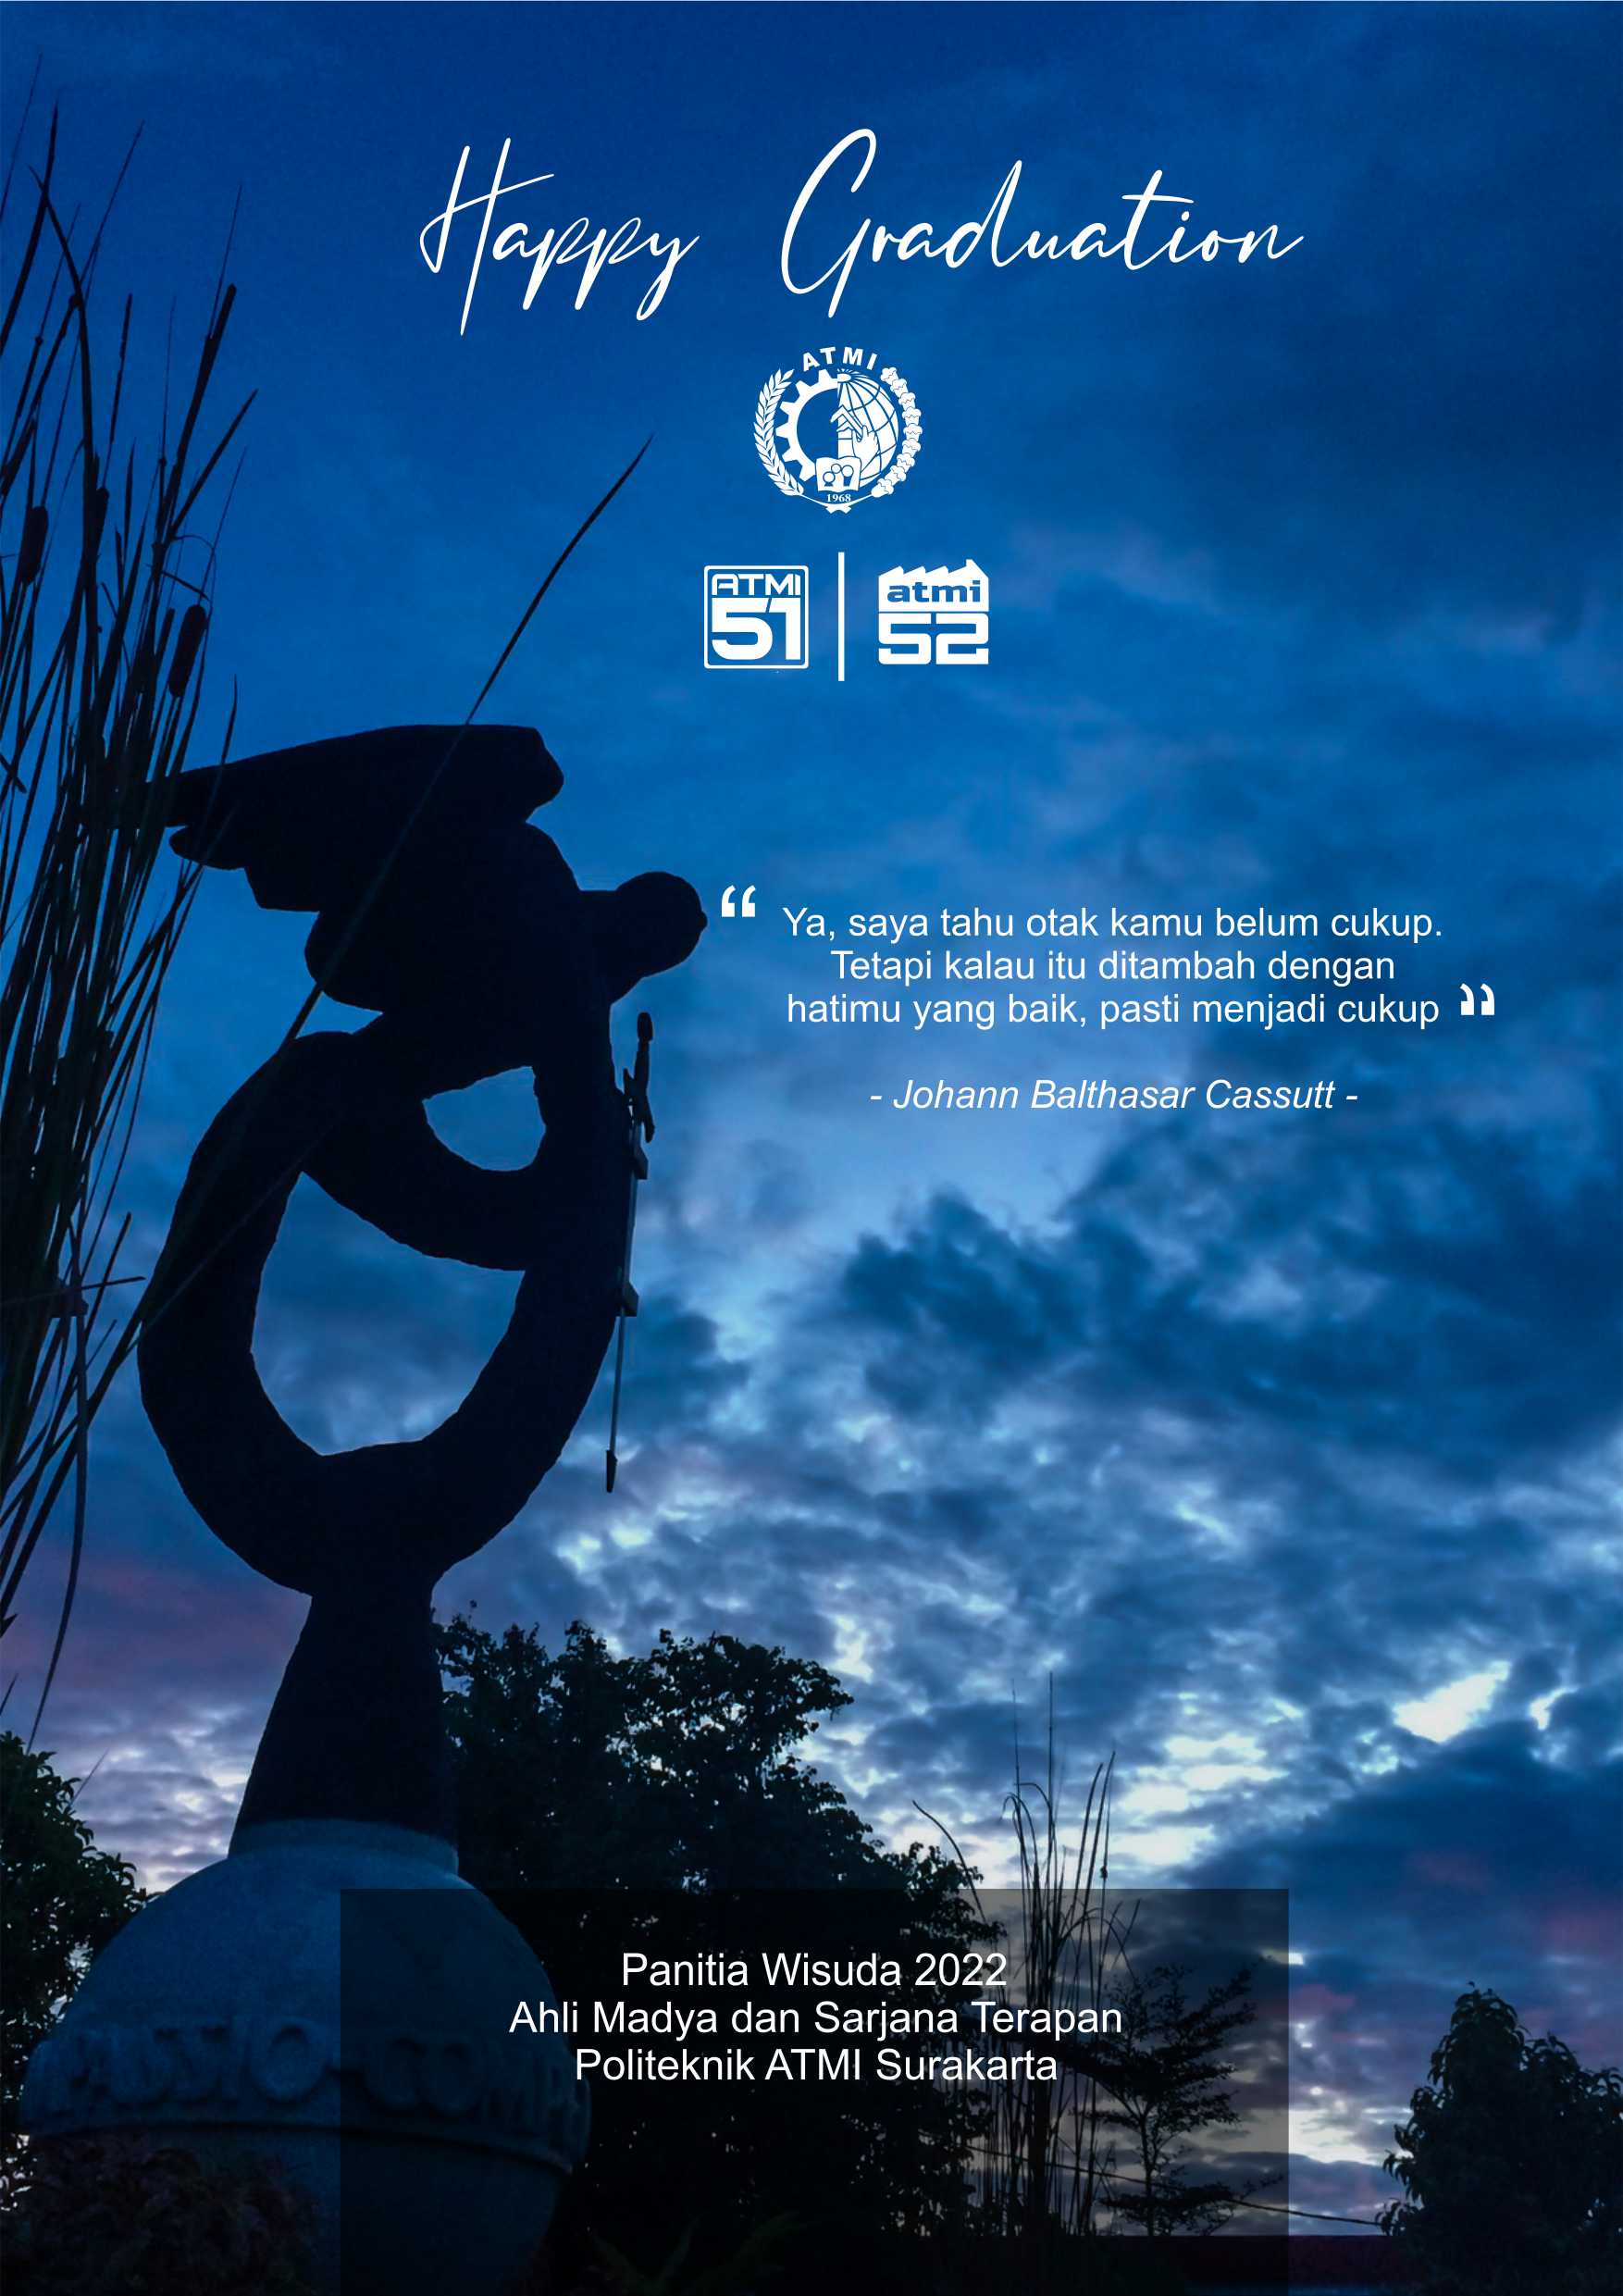 Happy Graduation
ATMI
1968
ATMI
51
atmi
52
“ Ya, saya tahu otak kamu belum cukup.
Tetapi kalau itu ditambah dengan
hatimu yang baik, pasti menjadi cukup ”
- Johann Balthasar Cassutt -
Panitia Wisuda 2022
Ahli Madya dan Sarjana Terapan
Politeknik ATMI Surakarta